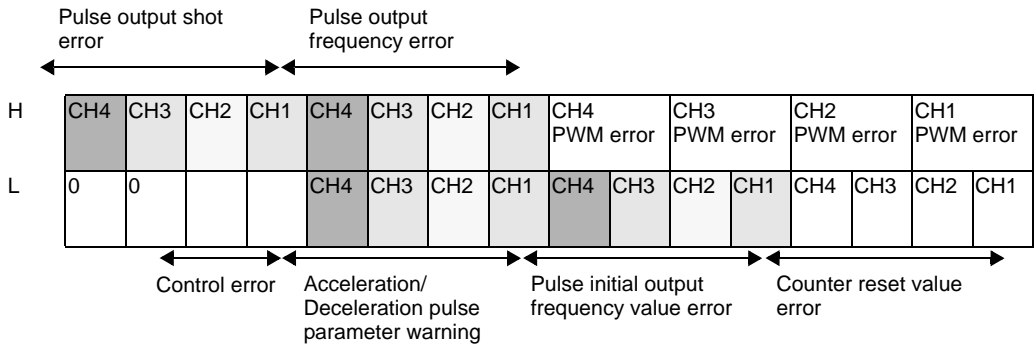 Pulse output shot error
Pulse output frequency error
H CH4 CH3 CH2 CH1 CH4 CH3 CH2 CH1 CH4 PWM error CH3 PWM error CH2 PWM error CH1 PWM error
L 0 0 CH4 CH3 CH2 CH1 CH4 CH3 CH2 CH1 CH4 CH3 CH2 CH1
Control error
Acceleration/
Deceleration pulse
parameter warning
Pulse initial output
frequency value error
Counter reset value
error